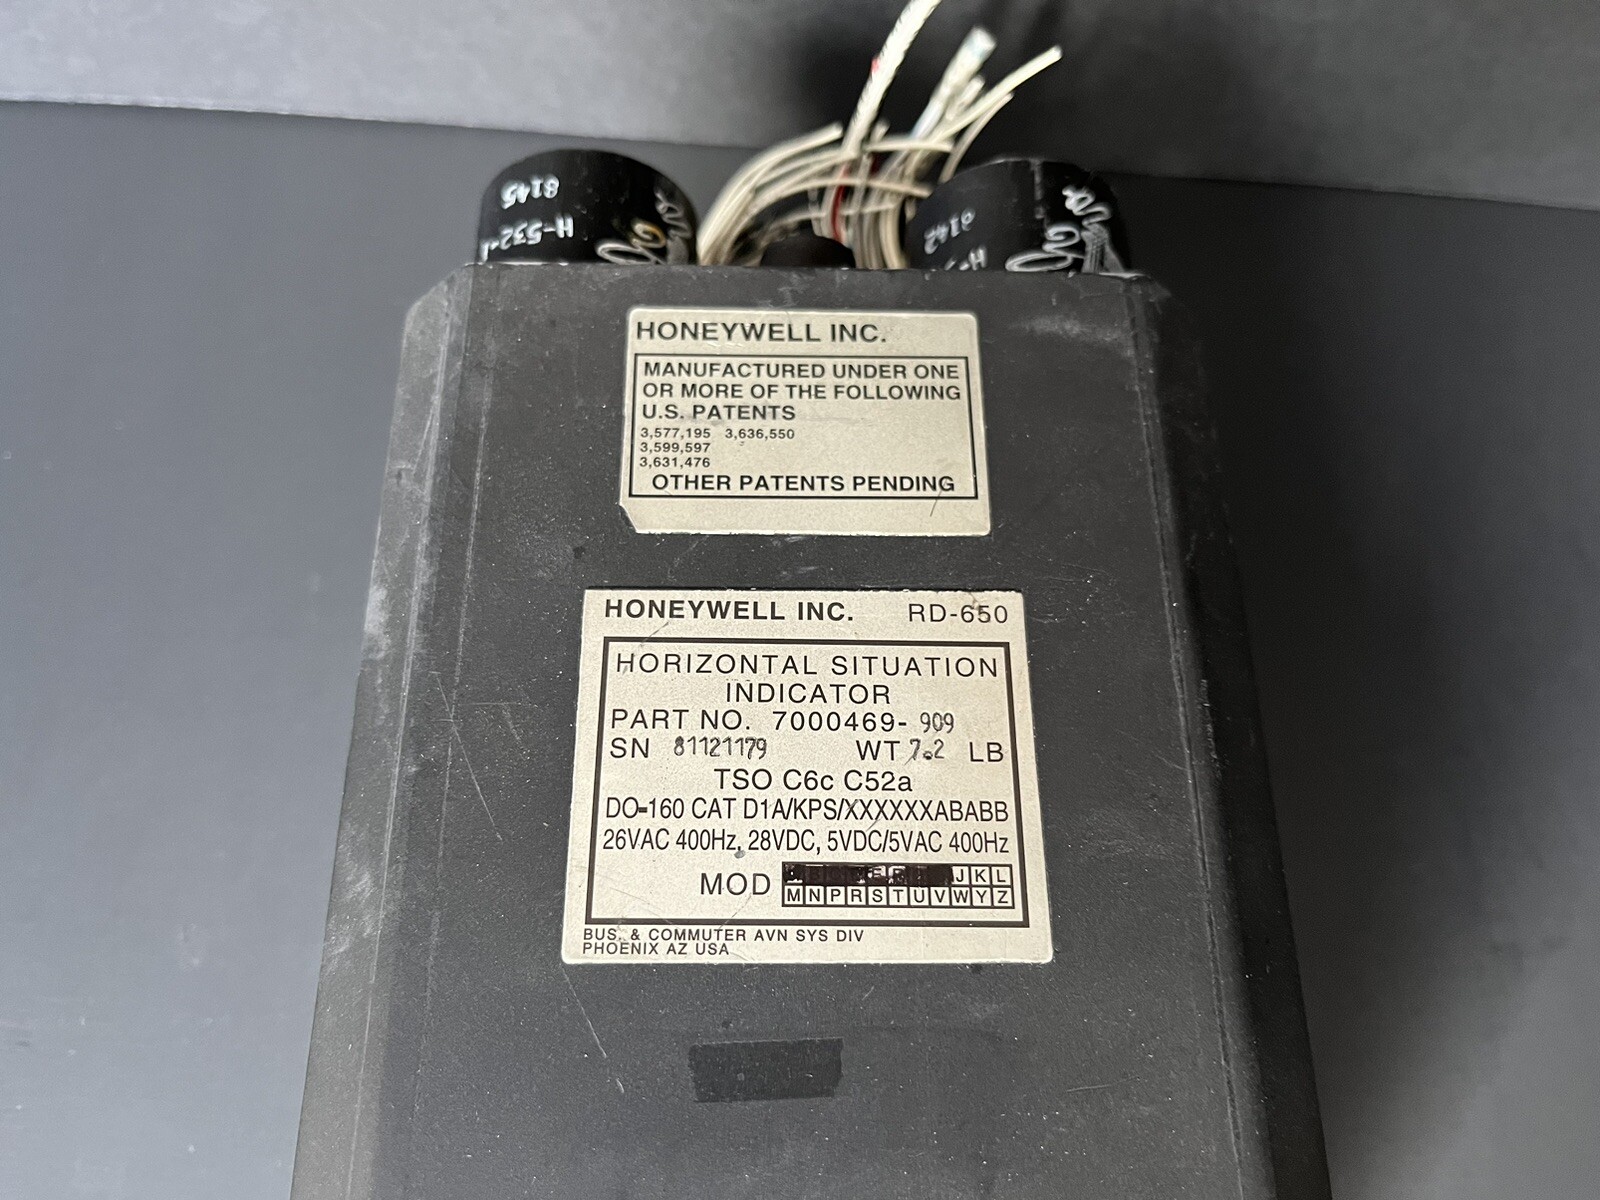 8145
H-532-1
0142
HONEYWELL INC.
MANUFACTURED UNDER ONE
OR MORE OF THE FOLLOWING
U.S. PATENTS
3,577,195 3,636,550
3,599,597
3,631,476
OTHER PATENTS PENDING
HONEYWELL INC. RD-650
HORIZONTAL SITUATION
INDICATOR
PART NO. 7000469-909
SN 81121179 WT 7.2 LB
TSO C6c C52a
DO-160 CAT D1A/KPS/XXXXXXABABB
26VAC 400Hz, 28VDC, 5VDC/5VAC 400Hz
MOD J K L
M N P R S T U V W Y Z
BUS. & COMMUTER AVN SYS DIV
PHOENIX AZ USA